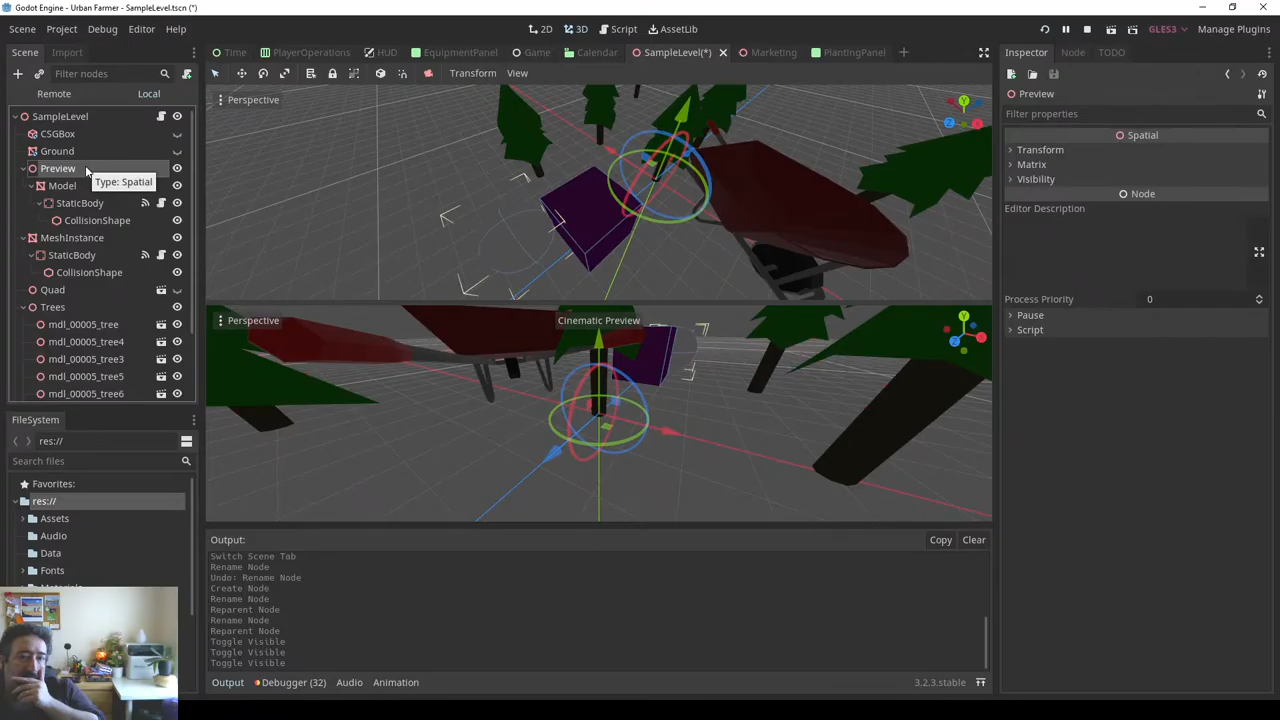 Godot Engine - Urban Farmer - SampleLevel.tscn (*)
Scene Project Debug Editor Help
2D 3D Script AssetLib
GLES3 Manage Plugins
Scene Import
Time PlayerOperations HUD EquipmentPanel Game Calendar SampleLevel(*) Marketing PlantingPanel
Inspector Node TODO
Filter nodes
Transform View
Remote Local
Preview
Filter properties
SampleLevel
CSGBox
Ground
Preview
Type: Spatial
Model
StaticBody
CollisionShape
MeshInstance
StaticBody
CollisionShape
Quad
Trees
mdl_00005_tree
mdl_00005_tree4
mdl_00005_tree3
mdl_00005_tree5
mdl_00005_tree6
Perspective
Y
Z
X
Perspective
Cinematic Preview
Y
Z
X
Spatial
Transform
Matrix
Visibility
Node
Editor Description
Process Priority 0
Pause
Script
FileSystem
res://
Search files
Favorites:
res://
Assets
Audio
Data
Fonts
Output:
Copy Clear
Switch Scene Tab
Rename Node
Undo: Rename Node
Create Node
Rename Node
Reparent Node
Rename Node
Reparent Node
Toggle Visible
Toggle Visible
Toggle Visible
Output Debugger (32) Audio Animation
3.2.3.stable